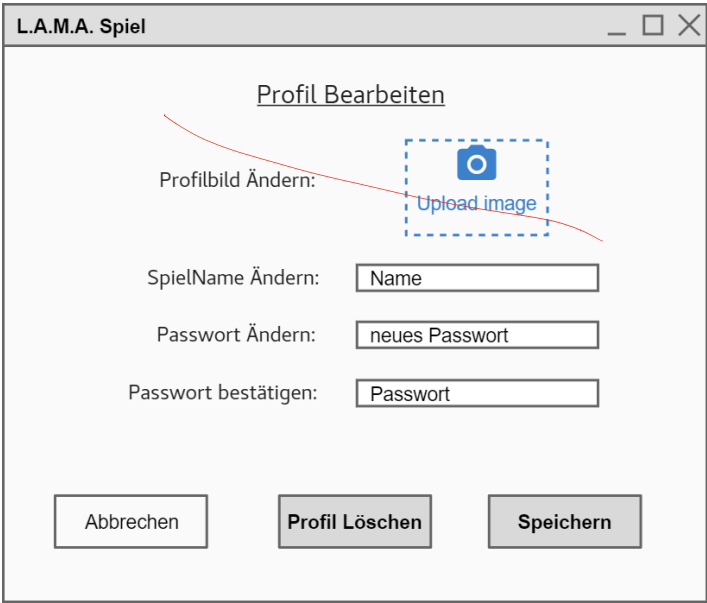 L.A.M.A. Spiel
Profil Bearbeiten
Profilbild Ändern:
Upload image
SpielName Ändern: Name
Passwort Ändern: neues Passwort
Passwort bestätigen: Passwort
Abbrechen Profil Löschen Speichern